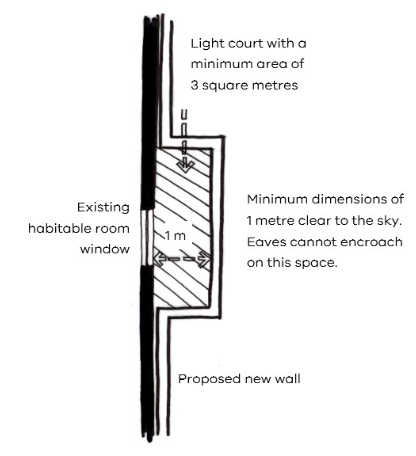 Light court with a
minimum area of
3 square metres
Existing
habitable room
window
1 m
Minimum dimensions of
1 metre clear to the sky.
Eaves cannot encroach
on this space.
Proposed new wall